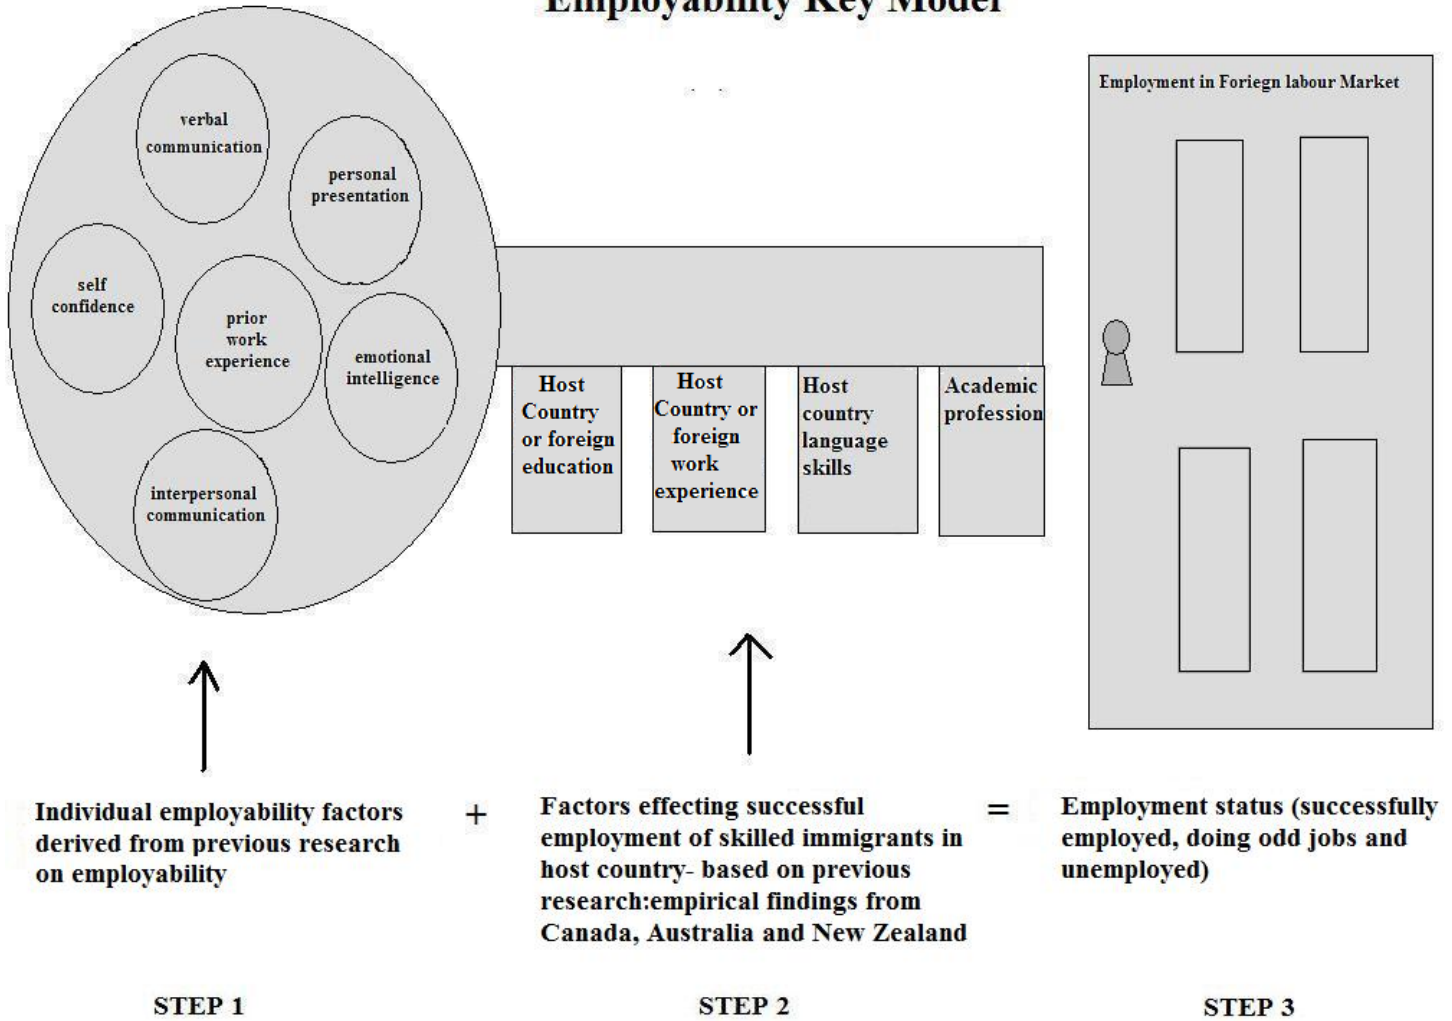 Employability Key Model
Employment in Foriegn labour Market
verbal
communication
personal
presentation
self
confidence
prior
work
experience
emotional
intelligence
interpersonal
communication
Host
Country
or foreign
education
Host
Country or
foreign
work
experience
Host
country
language
skills
Academic
profession
Individual employability factors
derived from previous research
on employability
+
Factors effecting successful
employment of skilled immigrants in
host country- based on previous
research:empirical findings from
Canada, Australia and New Zealand
=
Employment status (successfully
employed, doing odd jobs and
unemployed)
STEP 1
STEP 2
STEP 3